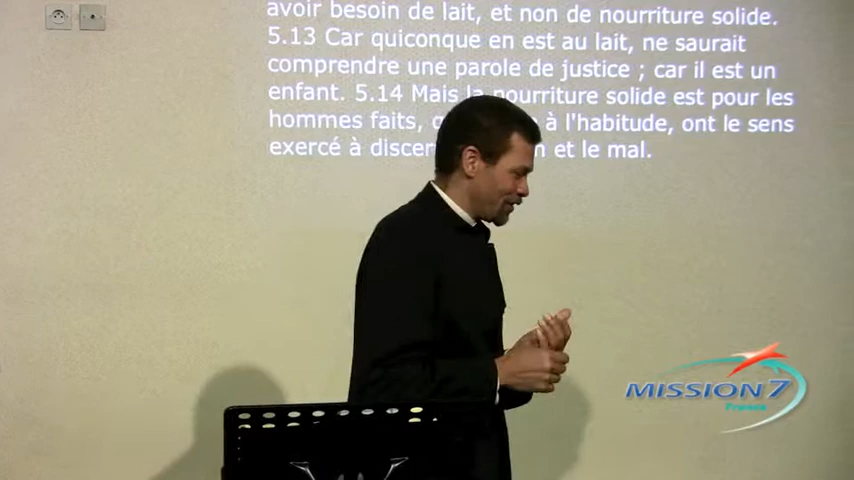 avoir besoin de lait, et non de nourriture solide.
5.13 Car quiconque en est au lait, ne saurait
comprendre une parole de justice ; car il est un
enfant. 5.14 Mais la nourriture solide est pour les
hommes faits, à l'habitude, ont le sens
exercé à et le mal.
MISSION 7
France